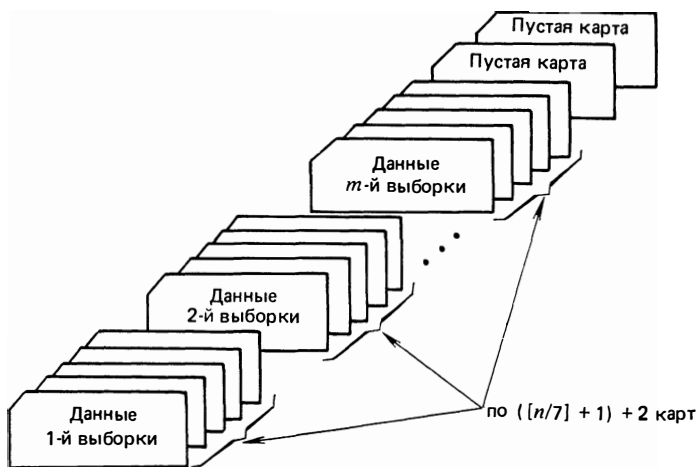 Пустая карта
Пустая карта
Данные
m-й выборки
Данные
2-й выборки
Данные
1-й выборки
по ([n/7] + 1) + 2 карт